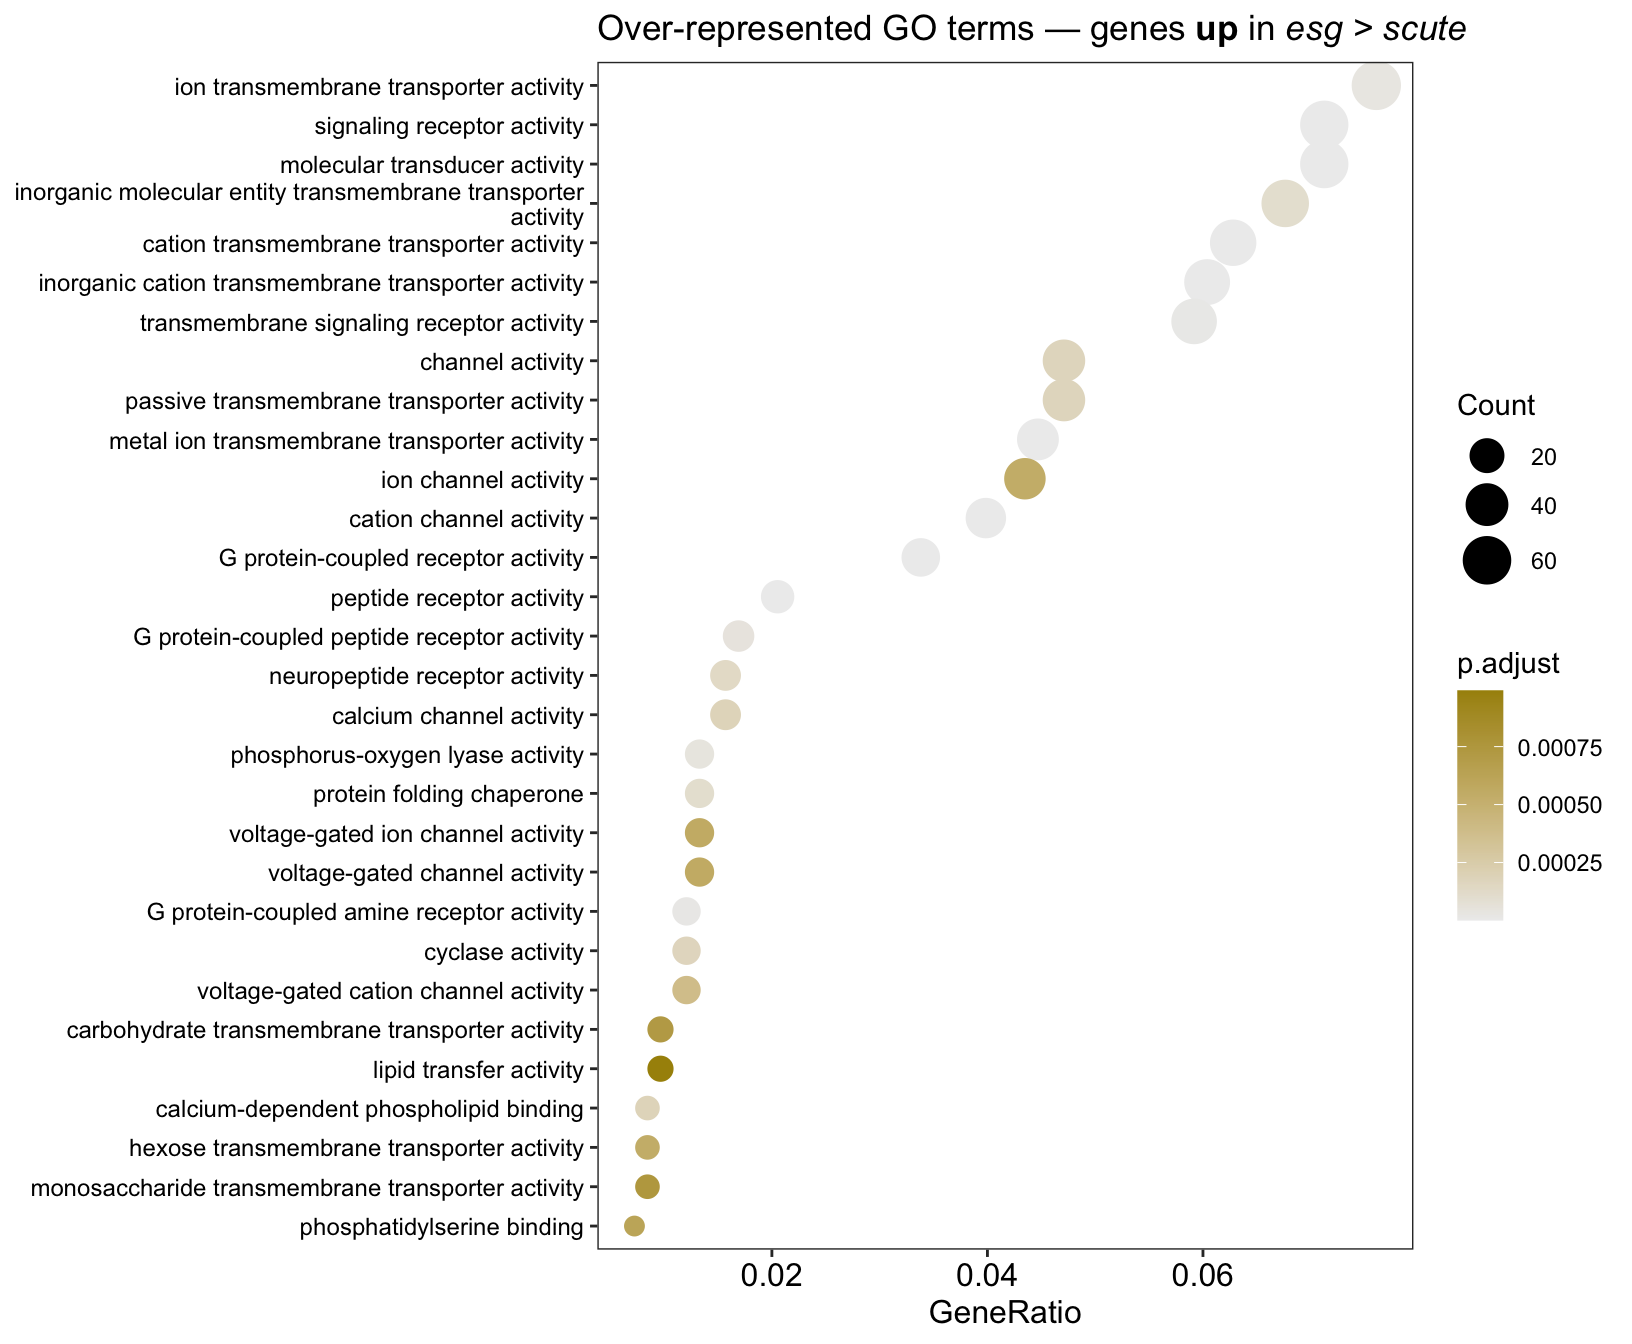 Over-represented GO terms — genes up in esg > scute
ion transmembrane transporter activity
signaling receptor activity
molecular transducer activity
inorganic molecular entity transmembrane transporter
activity
cation transmembrane transporter activity
inorganic cation transmembrane transporter activity
transmembrane signaling receptor activity
channel activity
passive transmembrane transporter activity
metal ion transmembrane transporter activity
ion channel activity
cation channel activity
G protein-coupled receptor activity
peptide receptor activity
G protein-coupled peptide receptor activity
neuropeptide receptor activity
calcium channel activity
phosphorus-oxygen lyase activity
protein folding chaperone
voltage-gated ion channel activity
voltage-gated channel activity
G protein-coupled amine receptor activity
cyclase activity
voltage-gated cation channel activity
carbohydrate transmembrane transporter activity
lipid transfer activity
calcium-dependent phospholipid binding
hexose transmembrane transporter activity
monosaccharide transmembrane transporter activity
phosphatidylserine binding
0.02 0.04 0.06
GeneRatio
Count
20
40
60
p.adjust
0.00075
0.00050
0.00025